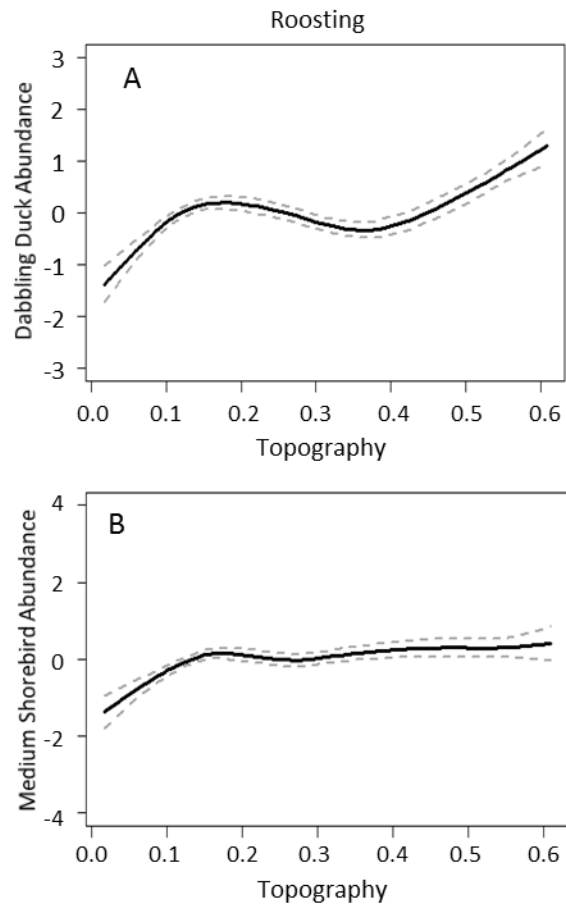 Roosting
A
Dabbling Duck Abundance
3
2
1
0
-1
-2
-3
0.0 0.1 0.2 0.3 0.4 0.5 0.6
Topography
B
Medium Shorebird Abundance
4
2
0
-2
-4
0.0 0.1 0.2 0.3 0.4 0.5 0.6
Topography